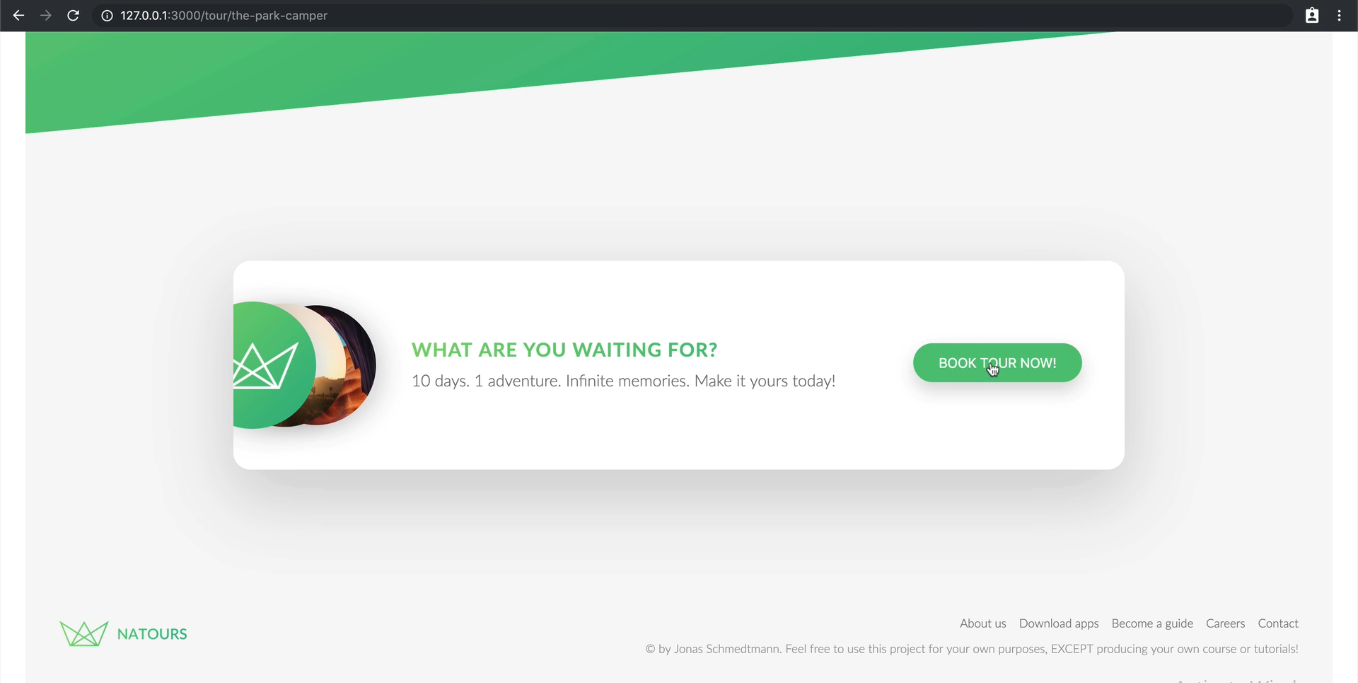 127.0.0.1:3000/tour/the-park-camper
WHAT ARE YOU WAITING FOR?
10 days. 1 adventure. Infinite memories. Make it yours today!
BOOK TOUR NOW!
NATOURS
About us Download apps Become a guide Careers Contact
© by Jonas Schmedtmann. Feel free to use this project for your own purposes, EXCEPT producing your own course or tutorials!